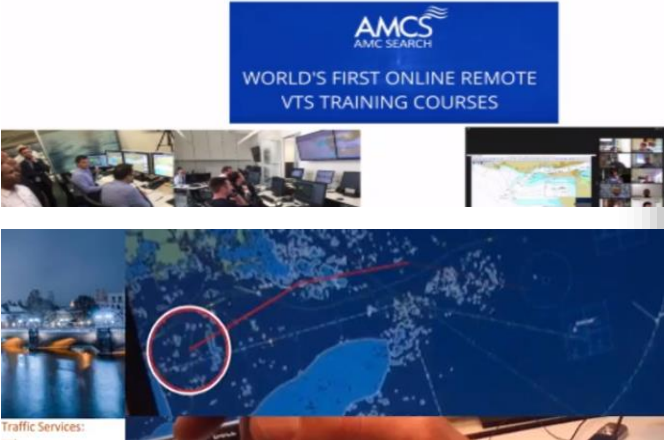 AMCS
AMC SEARCH
WORLD'S FIRST ONLINE REMOTE
VTS TRAINING COURSES
Traffic Services: